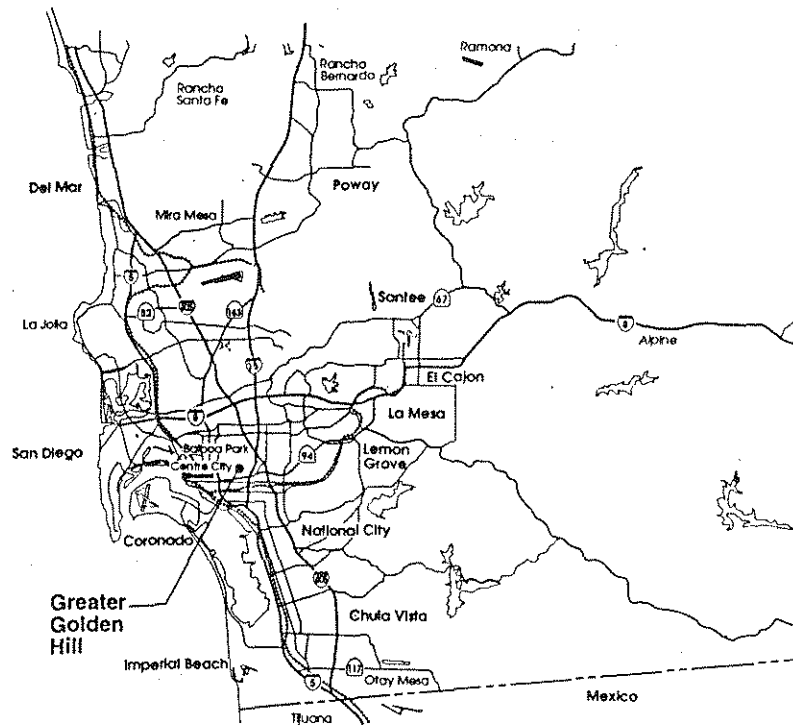 Ramona
Rancho
Bernardo
Rancho
Santa Fe
Del Mar
Poway
Mira Mesa
5
Santee
67
52
163
La Jolla
8
Alpine
15
El Cajon
La Mesa
8
San Diego
Balboa Park
94
Lemon
Grove
Centre City
National City
Coronado
Greater
Golden
Hill
Chula Vista
Imperial Beach
117
5
Otay Mesa
Mexico
Tijuana